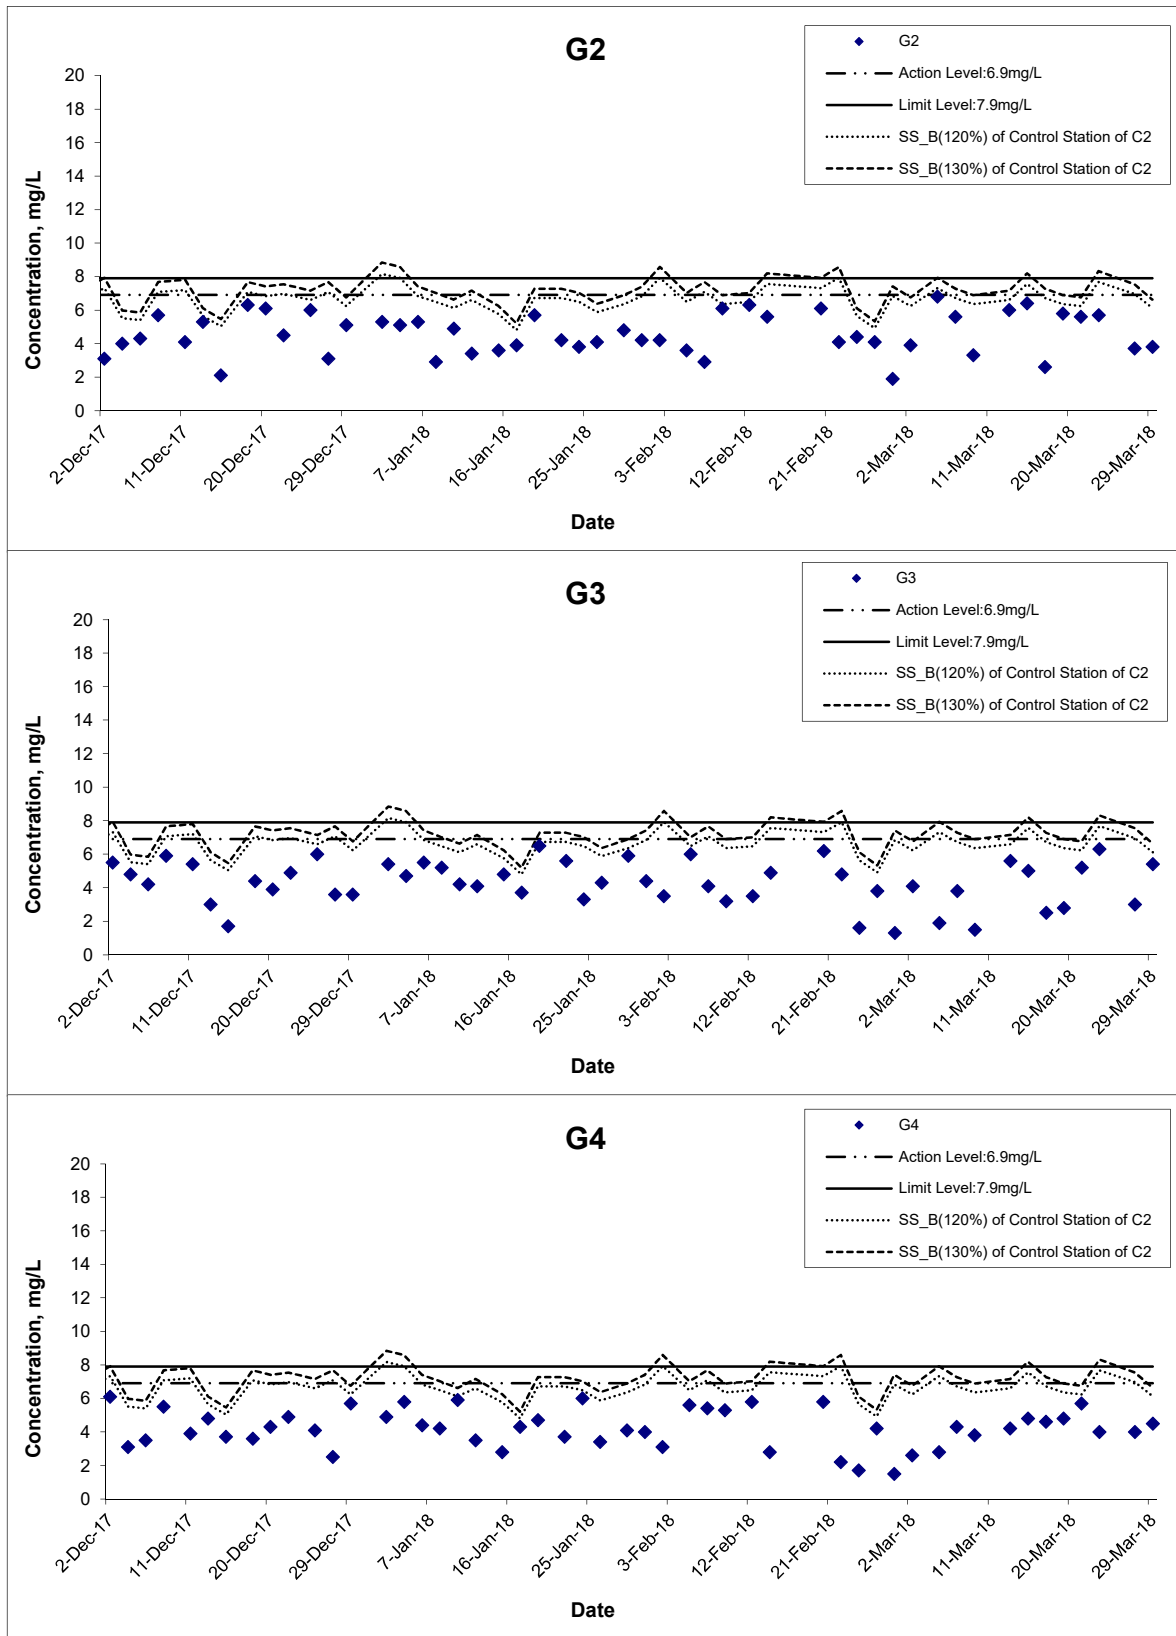 G2
G2
Action Level:6.9mg/L
Limit Level:7.9mg/L
SS_B(120%) of Control Station of C2
SS_B(130%) of Control Station of C2
Concentration, mg/L
20
18
16
14
12
10
8
6
4
2
0
2-Dec-17
11-Dec-17
20-Dec-17
29-Dec-17
7-Jan-18
16-Jan-18
25-Jan-18
3-Feb-18
12-Feb-18
21-Feb-18
2-Mar-18
11-Mar-18
20-Mar-18
29-Mar-18
Date
G3
G3
Action Level:6.9mg/L
Limit Level:7.9mg/L
SS_B(120%) of Control Station of C2
SS_B(130%) of Control Station of C2
Concentration, mg/L
20
18
16
14
12
10
8
6
4
2
0
2-Dec-17
11-Dec-17
20-Dec-17
29-Dec-17
7-Jan-18
16-Jan-18
25-Jan-18
3-Feb-18
12-Feb-18
21-Feb-18
2-Mar-18
11-Mar-18
20-Mar-18
29-Mar-18
Date
G4
G4
Action Level:6.9mg/L
Limit Level:7.9mg/L
SS_B(120%) of Control Station of C2
SS_B(130%) of Control Station of C2
Concentration, mg/L
20
18
16
14
12
10
8
6
4
2
0
2-Dec-17
11-Dec-17
20-Dec-17
29-Dec-17
7-Jan-18
16-Jan-18
25-Jan-18
3-Feb-18
12-Feb-18
21-Feb-18
2-Mar-18
11-Mar-18
20-Mar-18
29-Mar-18
Date